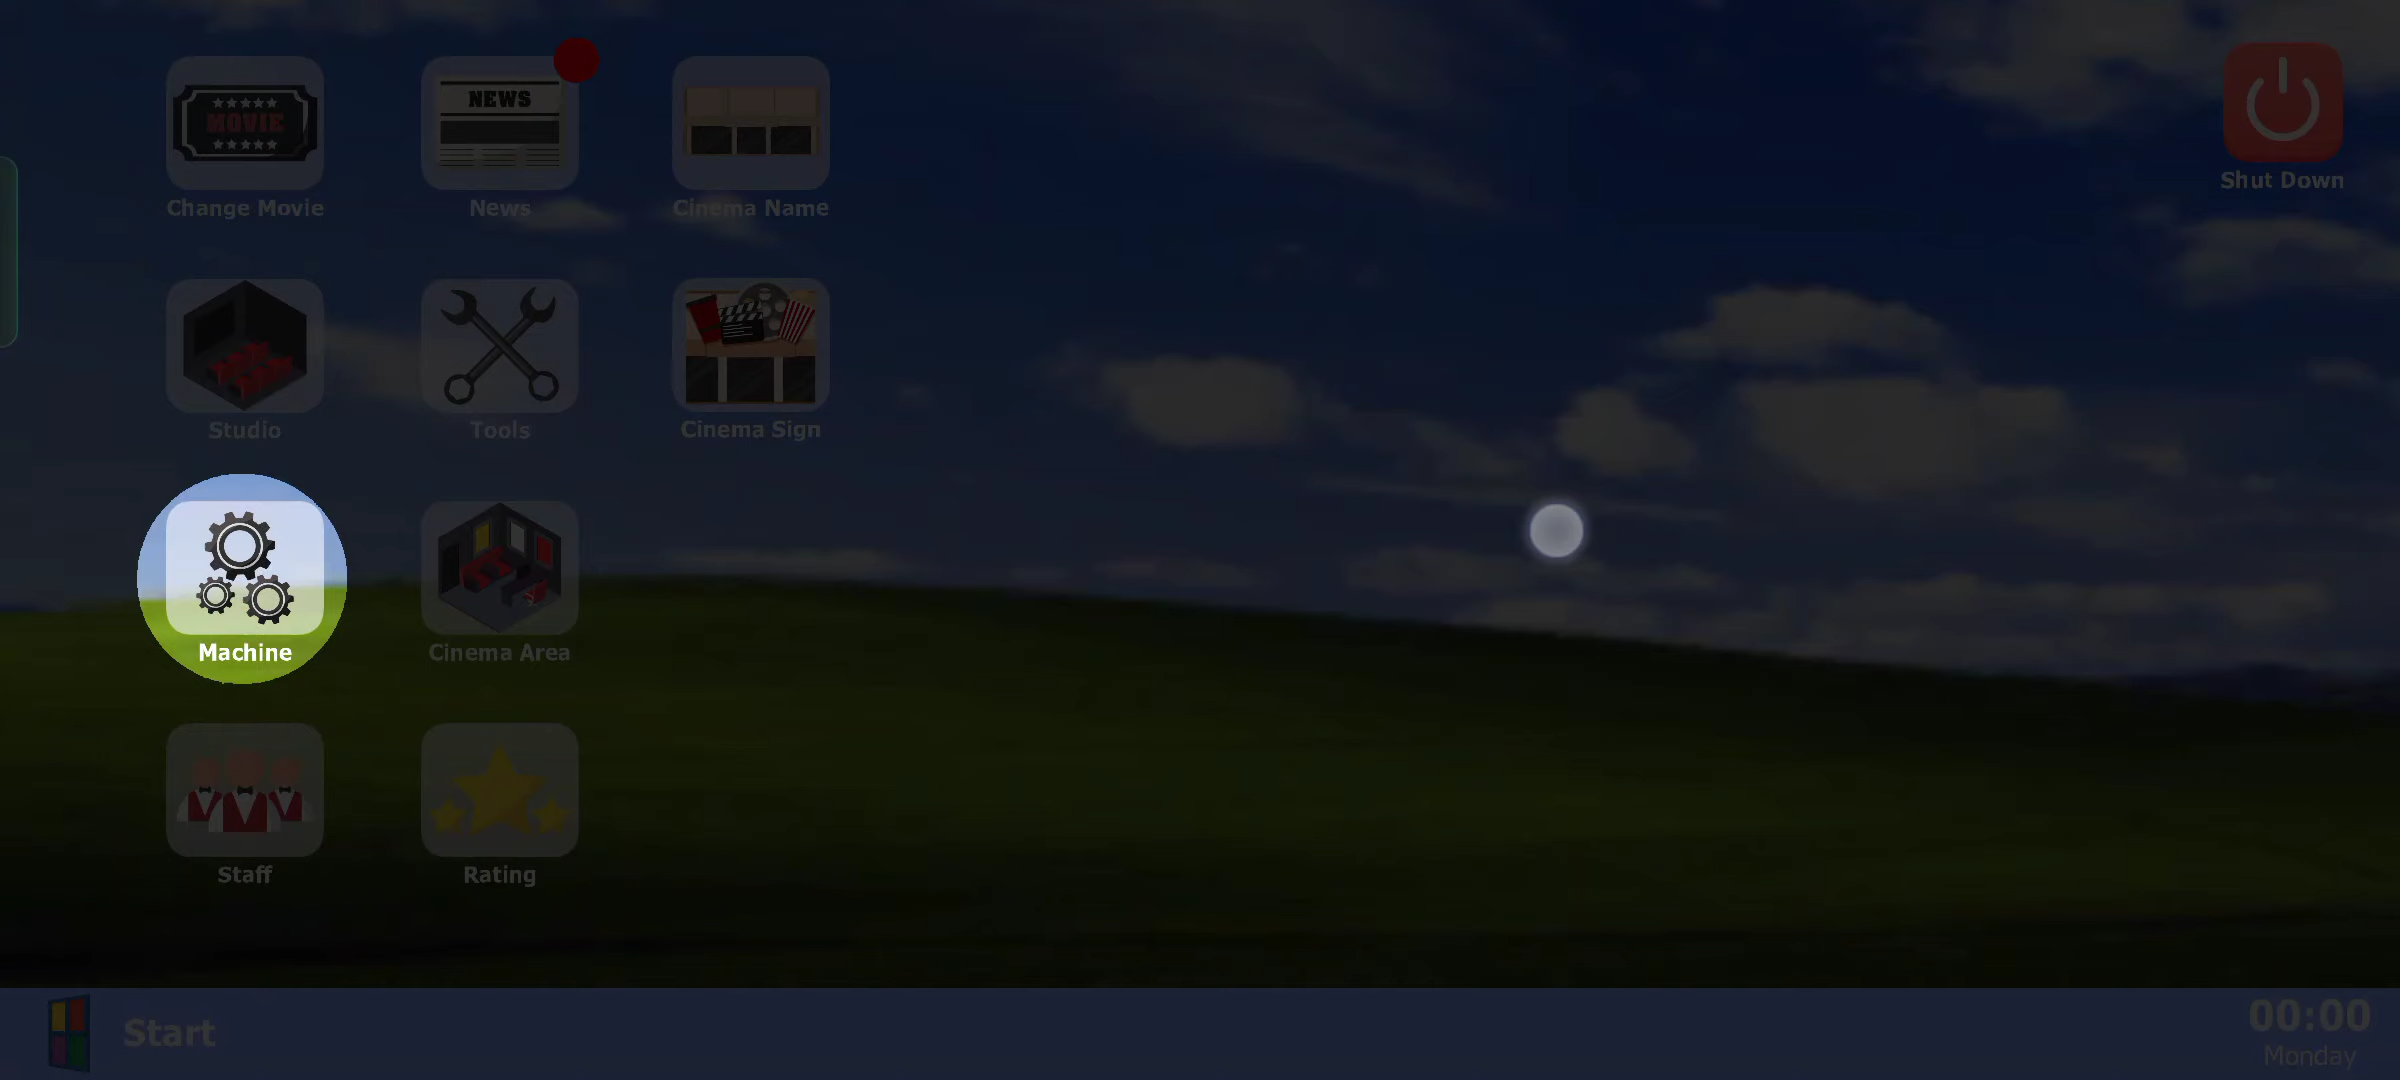 MOVIE
Change Movie
NEWS
News
Cinema Name
Shut Down
Studio
Tools
Cinema Sign
Machine
Cinema Area
Staff
Rating
Start
00:00
Monday